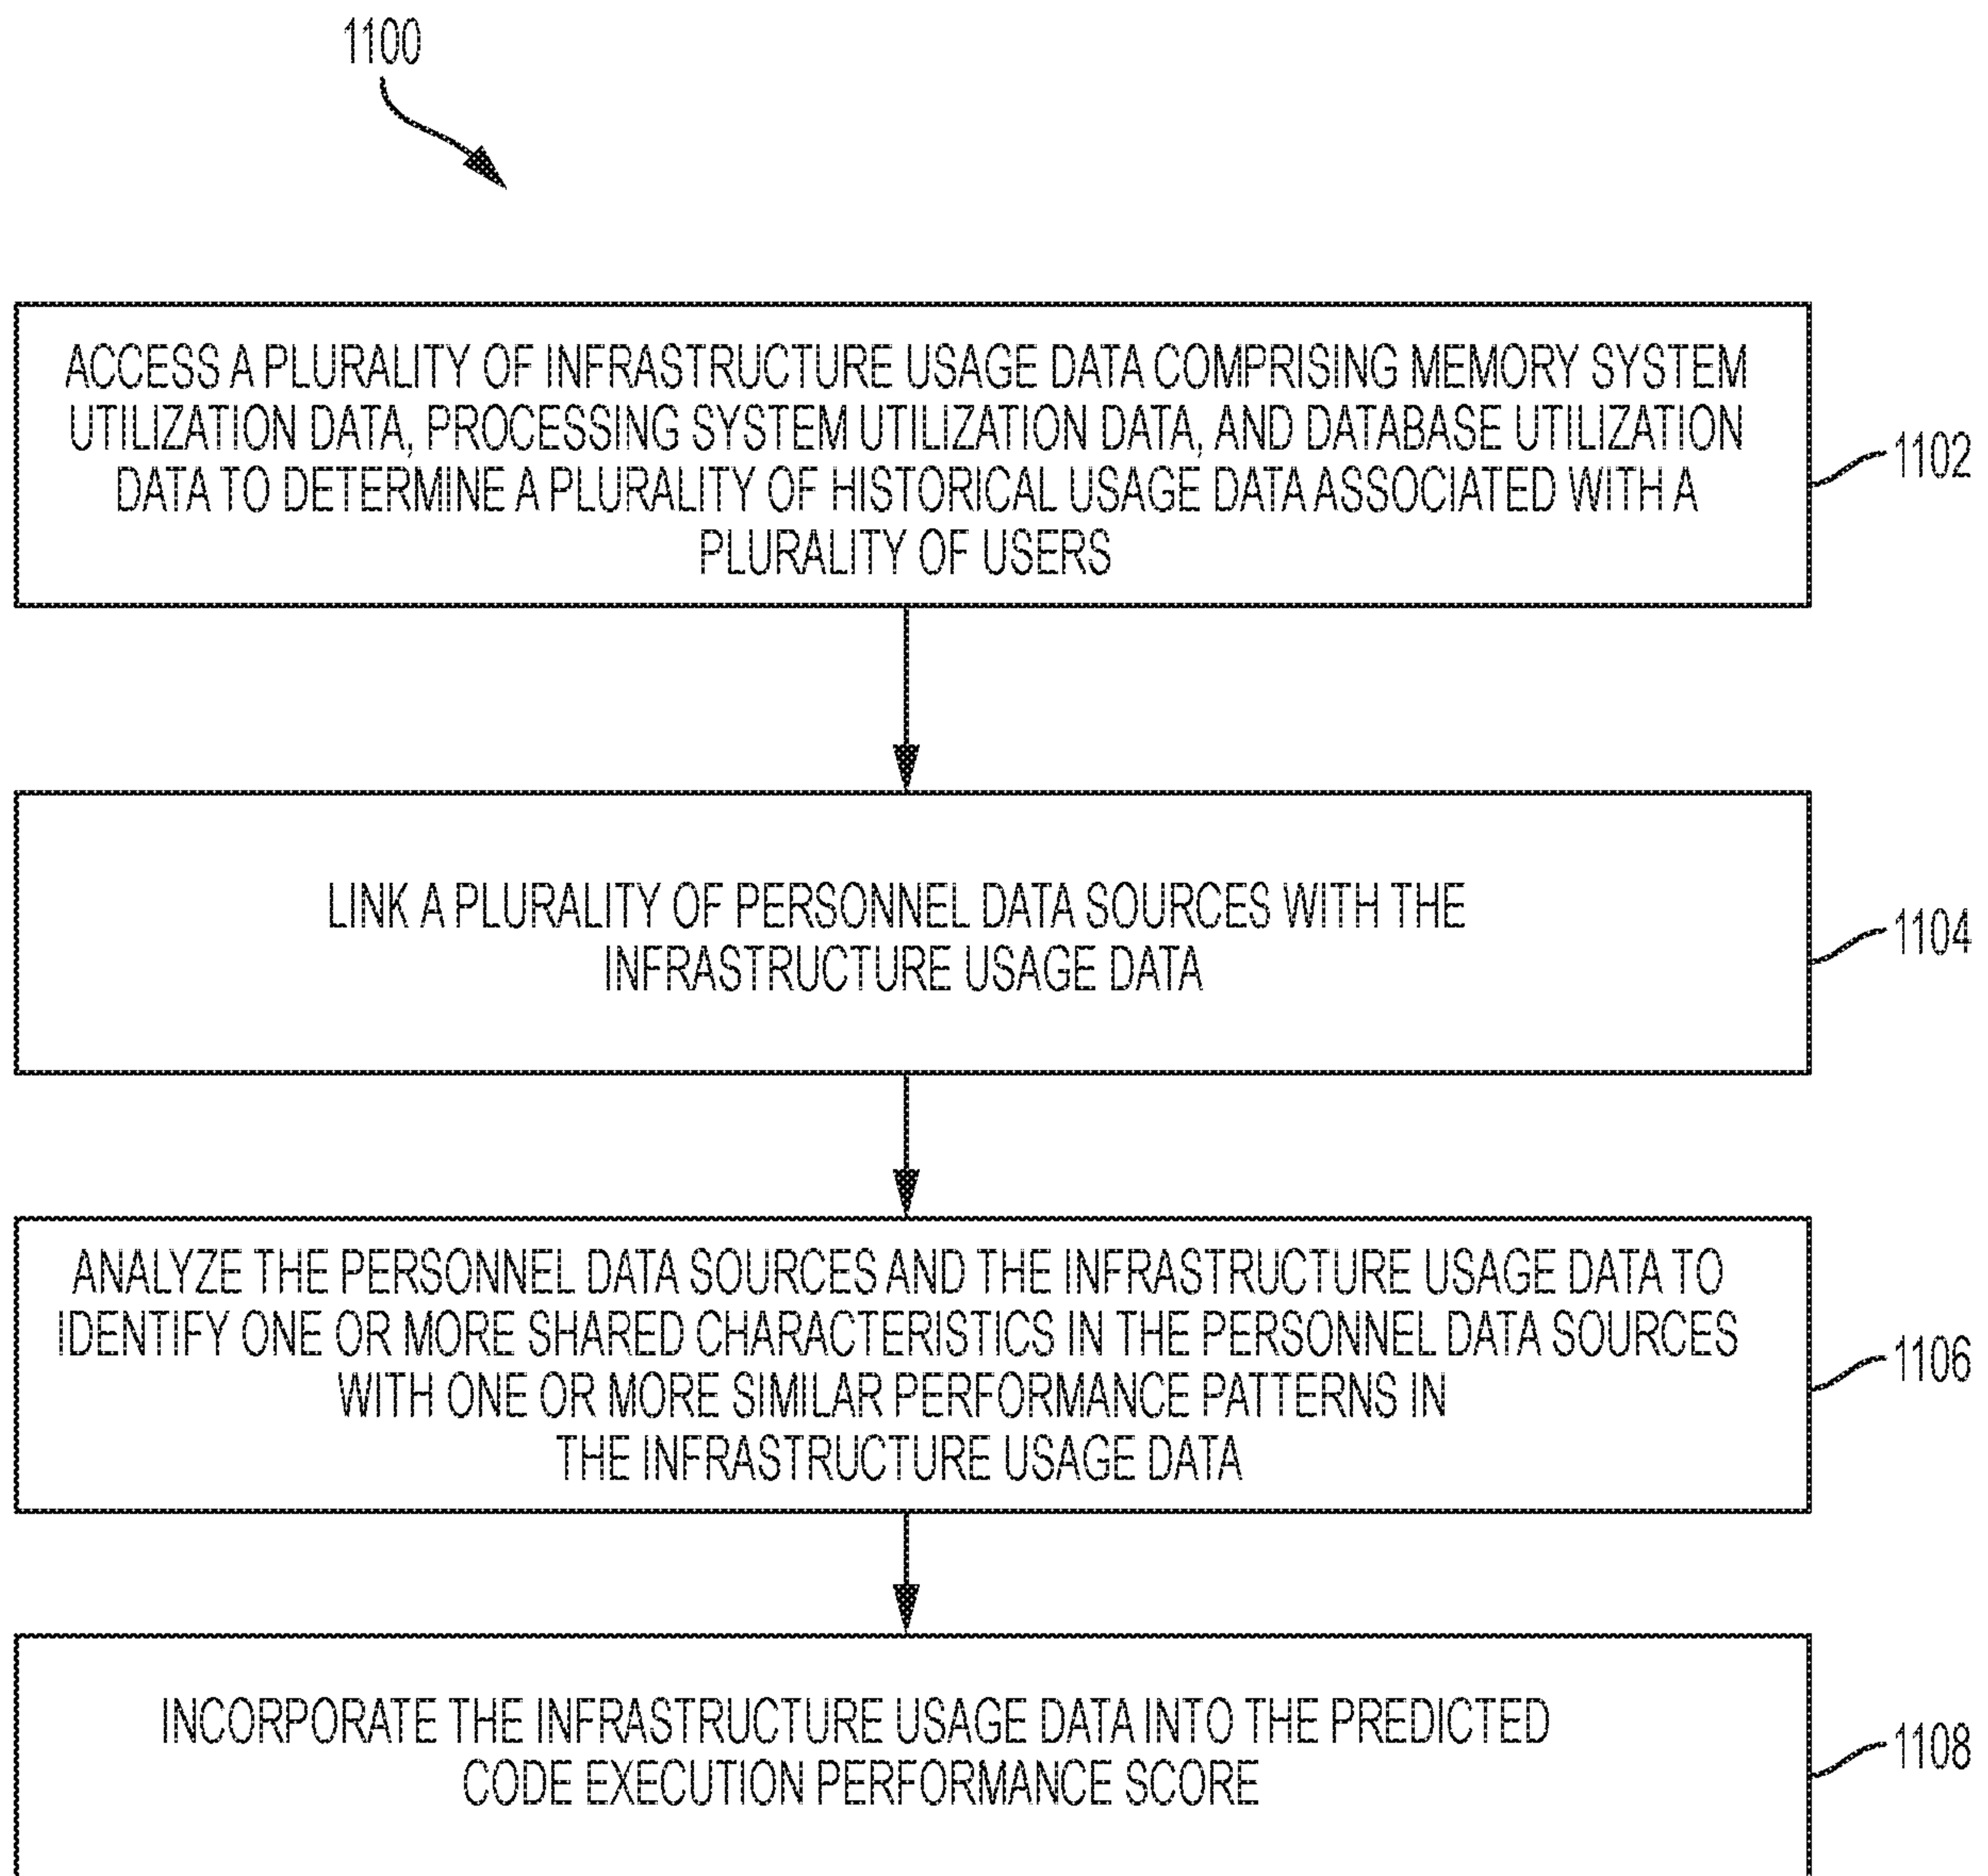 1100
ACCESS A PLURALITY OF INFRASTRUCTURE USAGE DATA COMPRISING MEMORY SYSTEM
UTILIZATION DATA, PROCESSING SYSTEM UTILIZATION DATA, AND DATABASE UTILIZATION
DATA TO DETERMINE A PLURALITY OF HISTORICAL USAGE DATA ASSOCIATED WITH A
PLURALITY OF USERS
1102
LINK A PLURALITY OF PERSONNEL DATA SOURCES WITH THE
INFRASTRUCTURE USAGE DATA
1104
ANALYZE THE PERSONNEL DATA SOURCES AND THE INFRASTRUCTURE USAGE DATA TO
IDENTIFY ONE OR MORE SHARED CHARACTERISTICS IN THE PERSONNEL DATA SOURCES
WITH ONE OR MORE SIMILAR PERFORMANCE PATTERNS IN
THE INFRASTRUCTURE USAGE DATA
1106
INCORPORATE THE INFRASTRUCTURE USAGE DATA INTO THE PREDICTED
CODE EXECUTION PERFORMANCE SCORE
1108